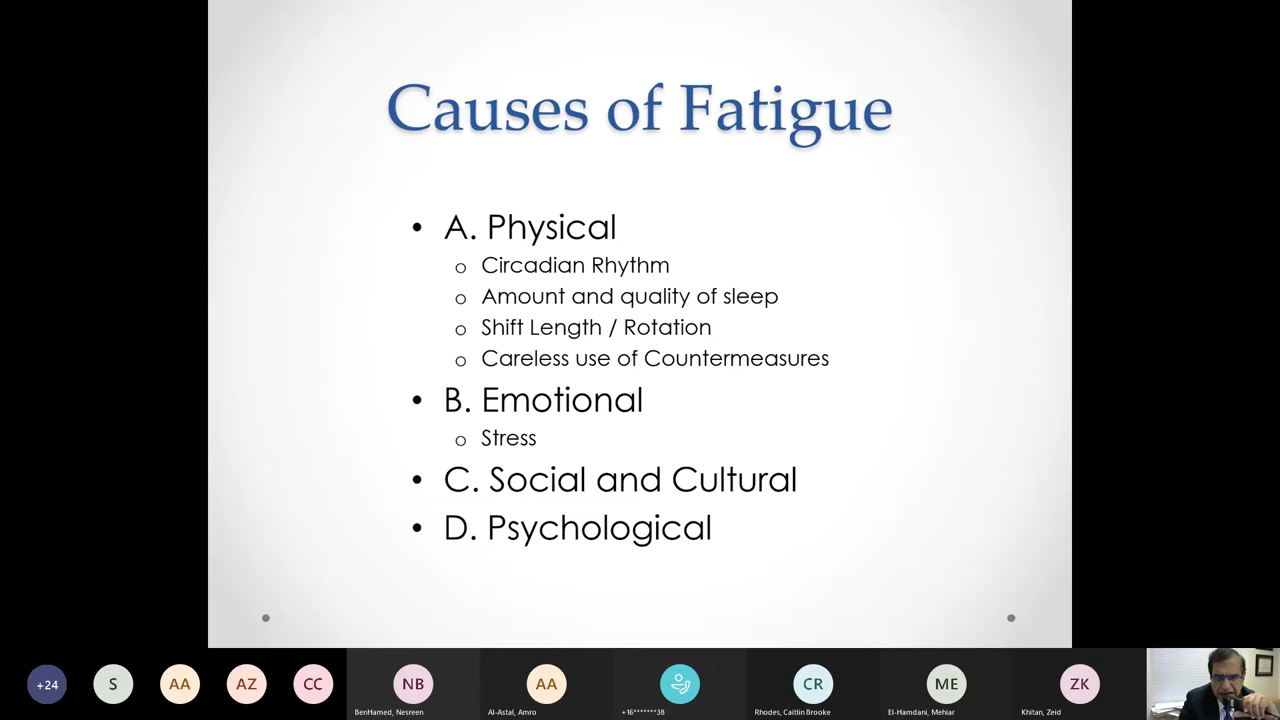 Causes of Fatigue
• A. Physical
o Circadian Rhythm
o Amount and quality of sleep
o Shift Length / Rotation
o Careless use of Countermeasures
• B. Emotional
o Stress
• C. Social and Cultural
• D. Psychological
+24
S
AA
AZ
CC
NB
AA
CR
ME
ZK
BenHamed, Nesreen
Al-Astal, Amro
+16*******38
Rhodes, Caitlin Brooke
El-Hamdani, Mehiar
Khitan, Zeid